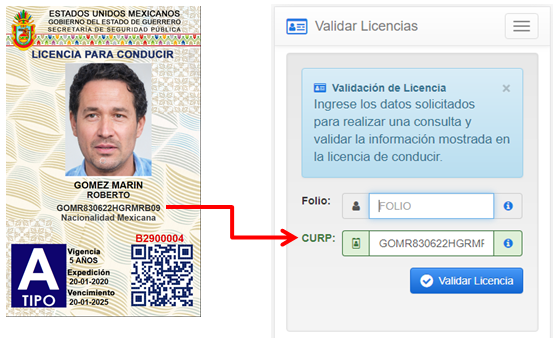 ESTADOS UNIDOS MEXICANOS
GOBIERNO DEL ESTADO DE GUERRERO
SECRETARÍA DE SEGURIDAD PÚBLICA
LICENCIA PARA CONDUCIR
GOMEZ MARIN
ROBERTO
GOMR830622HGRMRB09
Nacionalidad Mexicana
B2900004
A
TIPO
Vigencia
5 AÑOS
Expedición
20-01-2020
Vencimiento
20-01-2025
Validar Licencias
Validación de Licencia ×
Ingrese los datos solicitados
para realizar una consulta y
validar la información mostrada en
la licencia de conducir.
Folio: FOLIO
CURP: GOMR830622HGRMF
Validar Licencia